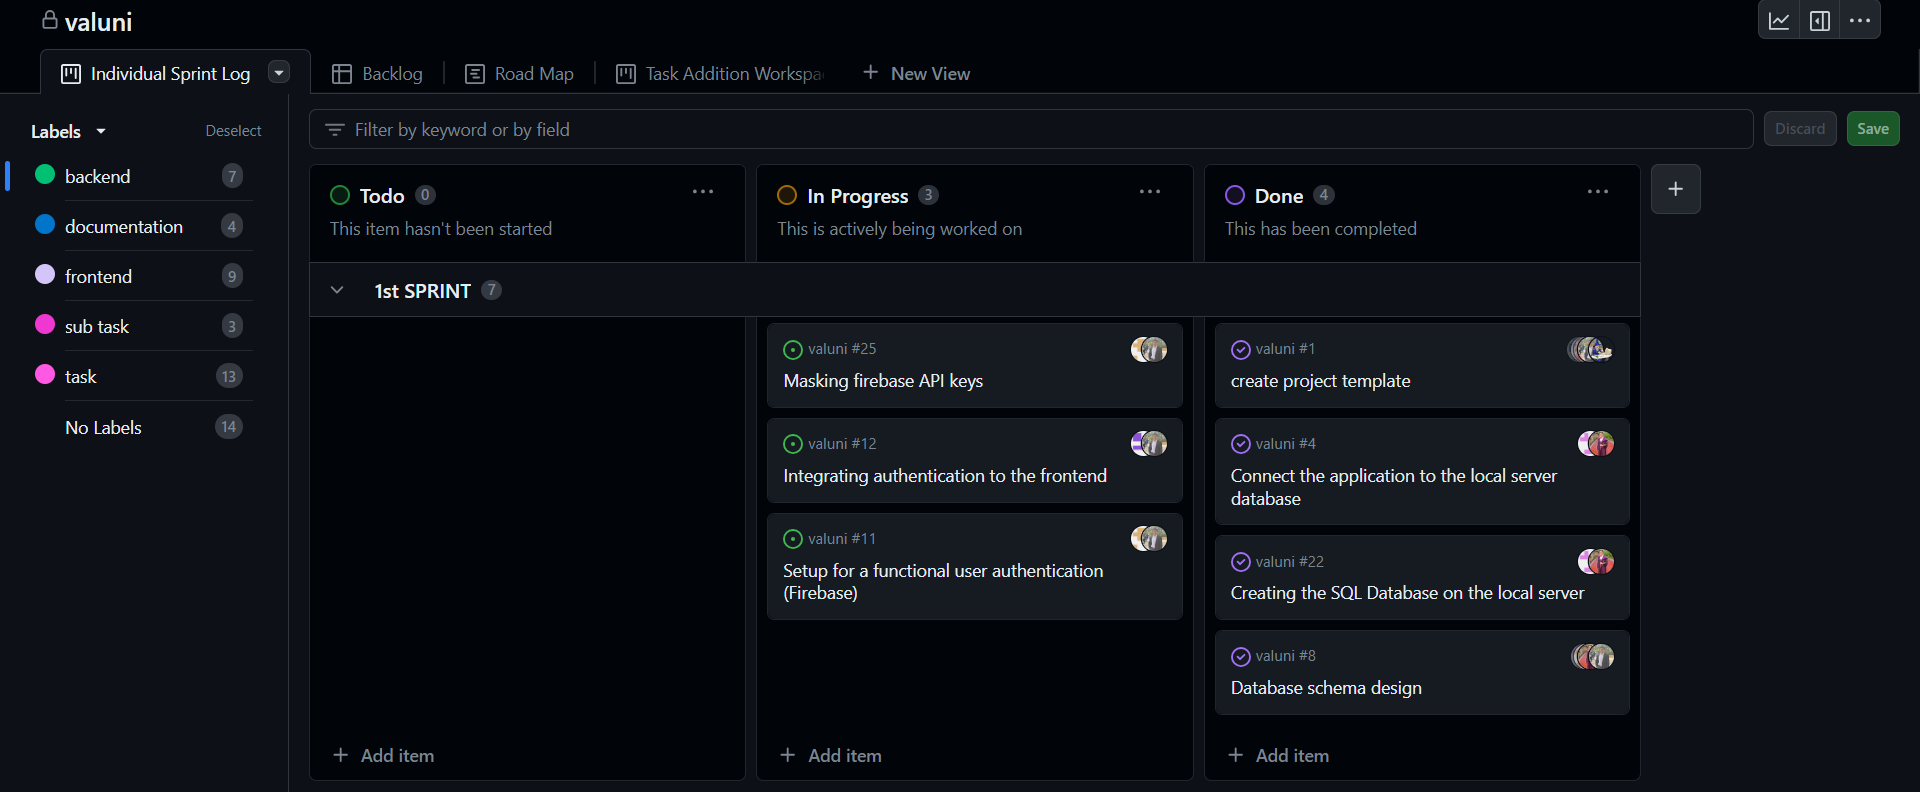 valuni
Individual Sprint Log
Backlog
Road Map
Task Addition Workspa
New View
Labels
Deselect
backend 7
documentation 4
frontend 9
sub task 3
task 13
No Labels 14
Filter by keyword or by field
Discard
Save
Todo 0
This item hasn't been started
In Progress 3
This is actively being worked on
Done 4
This has been completed
1st SPRINT 7
valuni #25
Masking firebase API keys
valuni #12
Integrating authentication to the frontend
valuni #11
Setup for a functional user authentication
(Firebase)
valuni #1
create project template
valuni #4
Connect the application to the local server
database
valuni #22
Creating the SQL Database on the local server
valuni #8
Database schema design
Add item
Add item
Add item